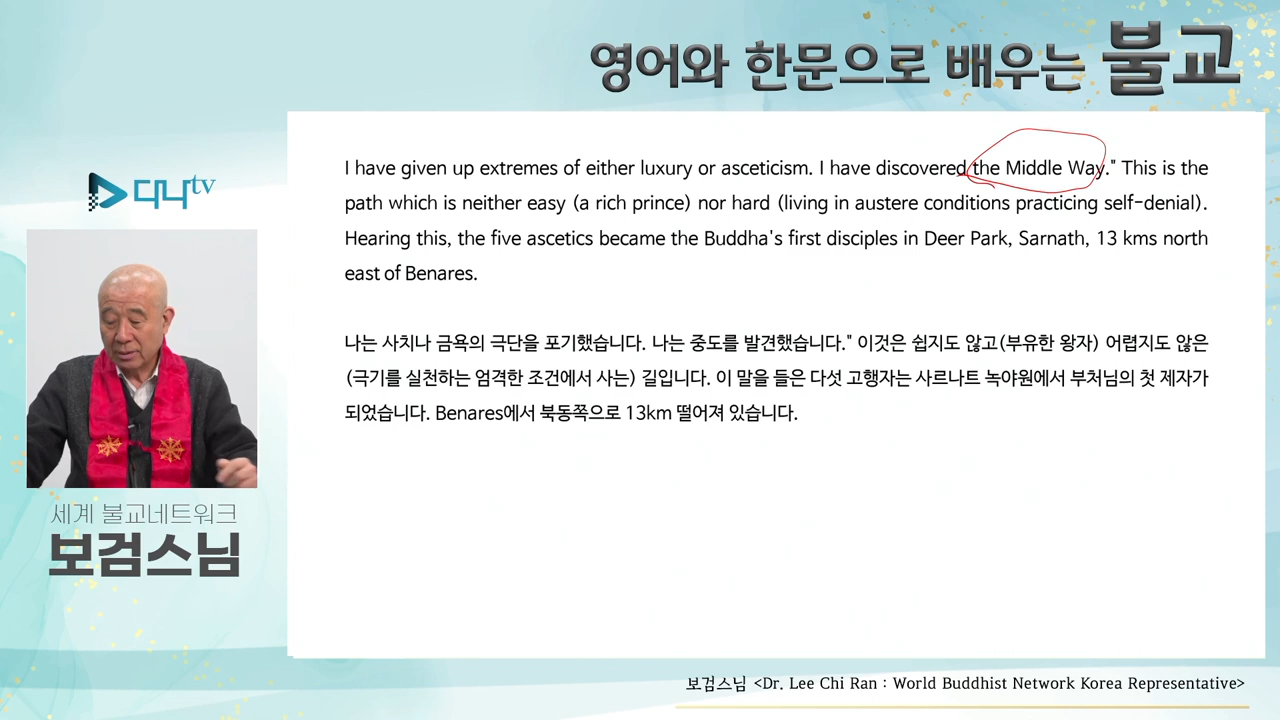 영어와 한문으로 배우는 불교
디나tv
I have given up extremes of either luxury or asceticism. I have discovered the Middle Way." This is the
path which is neither easy (a rich prince) nor hard (living in austere conditions practicing self-denial).
Hearing this, the five ascetics became the Buddha's first disciples in Deer Park, Sarnath, 13 kms north
east of Benares.
나는 사치나 금욕의 극단을 포기했습니다. 나는 중도를 발견했습니다." 이것은 쉽지도 않고(부유한 왕자) 어렵지도 않은
(극기를 실천하는 엄격한 조건에서 사는) 길입니다. 이 말을 들은 다섯 고행자는 사르나트 녹야원에서 부처님의 첫 제자가
되었습니다. Benares에서 북동쪽으로 13km 떨어져 있습니다.
세계 불교네트워크
보검스님
보검스님 <Dr. Lee Chi Ran : World Buddhist Network Korea Representative>